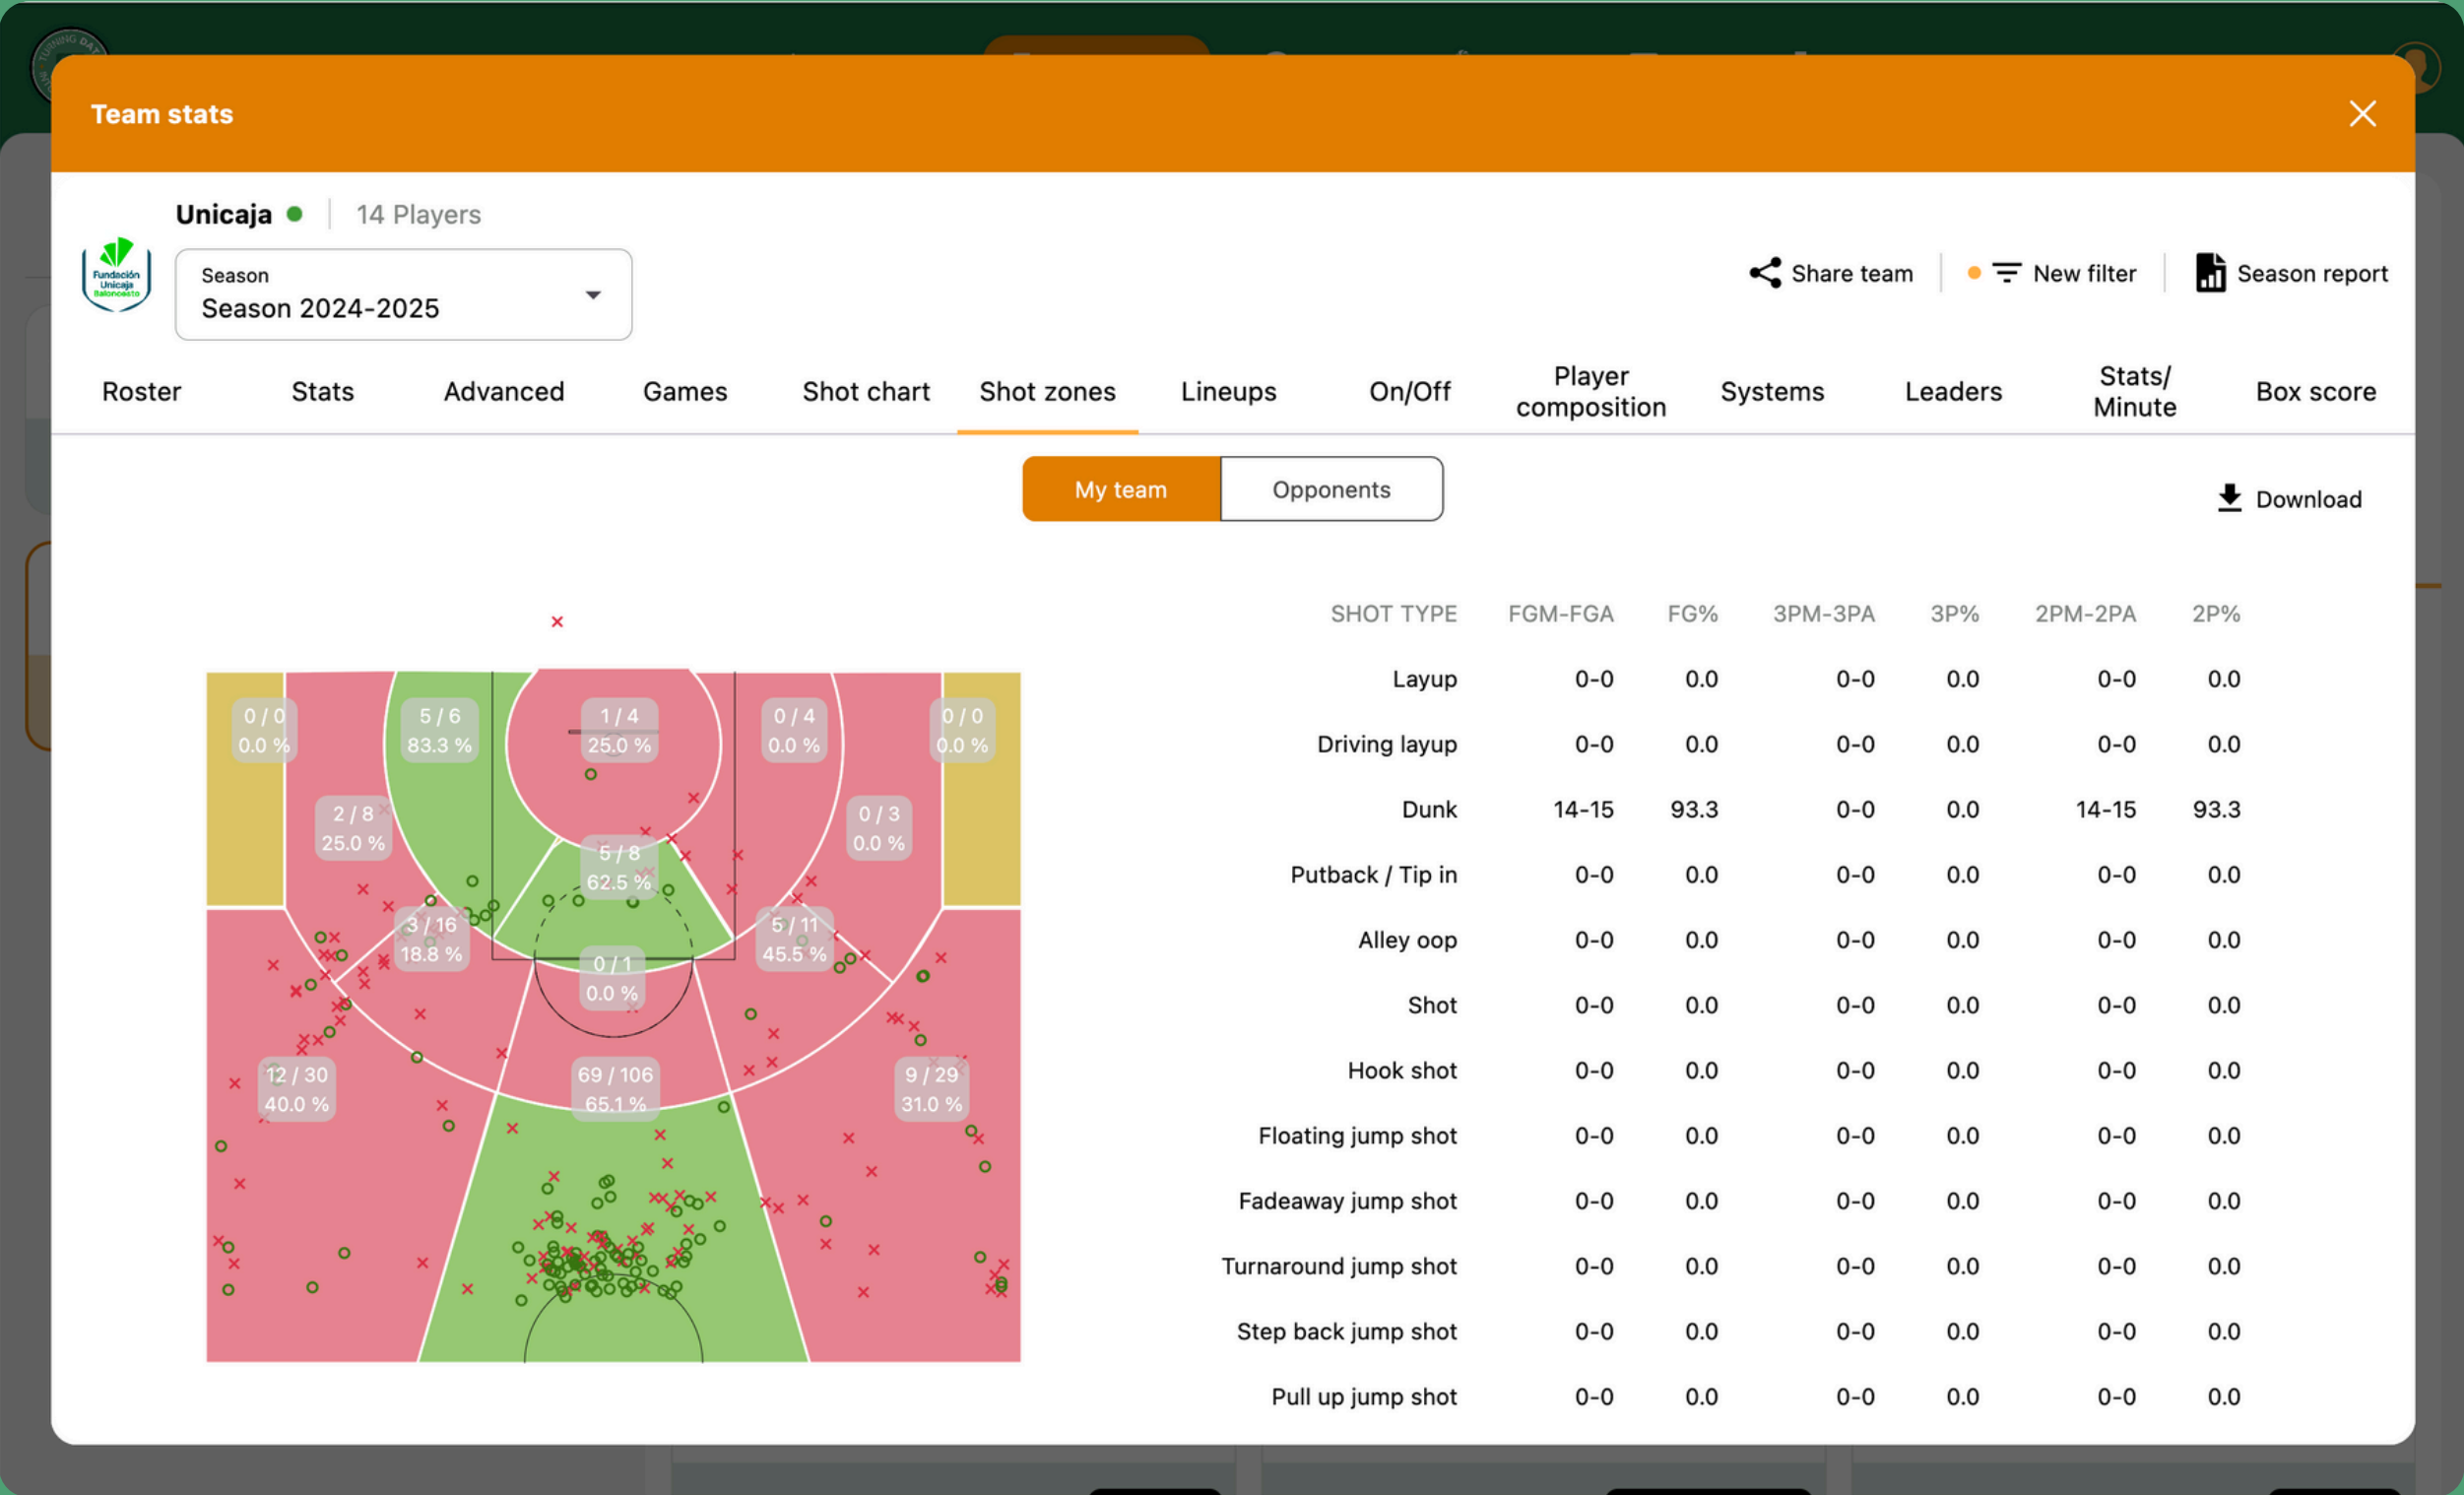 TURNING DAT
Team stats
Unicaja
14 Players
Fundación
Unicaja
Baloncesto
Season
Season 2024-2025
Share team
New filter
Season report
Roster
Stats
Advanced
Games
Shot chart
Shot zones
Lineups
On/Off
Player
composition
Systems
Leaders
Stats/
Minute
Box score
My team
Opponents
Download
0 / 0
0.0 %
5 / 6
83.3 %
1 / 4
25.0 %
0 / 4
0.0 %
0 / 0
0.0 %
2 / 8
25.0 %
0 / 3
0.0 %
5 / 8
62.5 %
3 / 16
18.8 %
5 / 11
45.5 %
0 / 1
0.0 %
12 / 30
40.0 %
69 / 106
65.1 %
9 / 29
31.0 %
SHOT TYPE FGM-FGA FG% 3PM-3PA 3P% 2PM-2PA 2P%
Layup 0-0 0.0 0-0 0.0 0-0 0.0
Driving layup 0-0 0.0 0-0 0.0 0-0 0.0
Dunk 14-15 93.3 0-0 0.0 14-15 93.3
Putback / Tip in 0-0 0.0 0-0 0.0 0-0 0.0
Alley oop 0-0 0.0 0-0 0.0 0-0 0.0
Shot 0-0 0.0 0-0 0.0 0-0 0.0
Hook shot 0-0 0.0 0-0 0.0 0-0 0.0
Floating jump shot 0-0 0.0 0-0 0.0 0-0 0.0
Fadeaway jump shot 0-0 0.0 0-0 0.0 0-0 0.0
Turnaround jump shot 0-0 0.0 0-0 0.0 0-0 0.0
Step back jump shot 0-0 0.0 0-0 0.0 0-0 0.0
Pull up jump shot 0-0 0.0 0-0 0.0 0-0 0.0